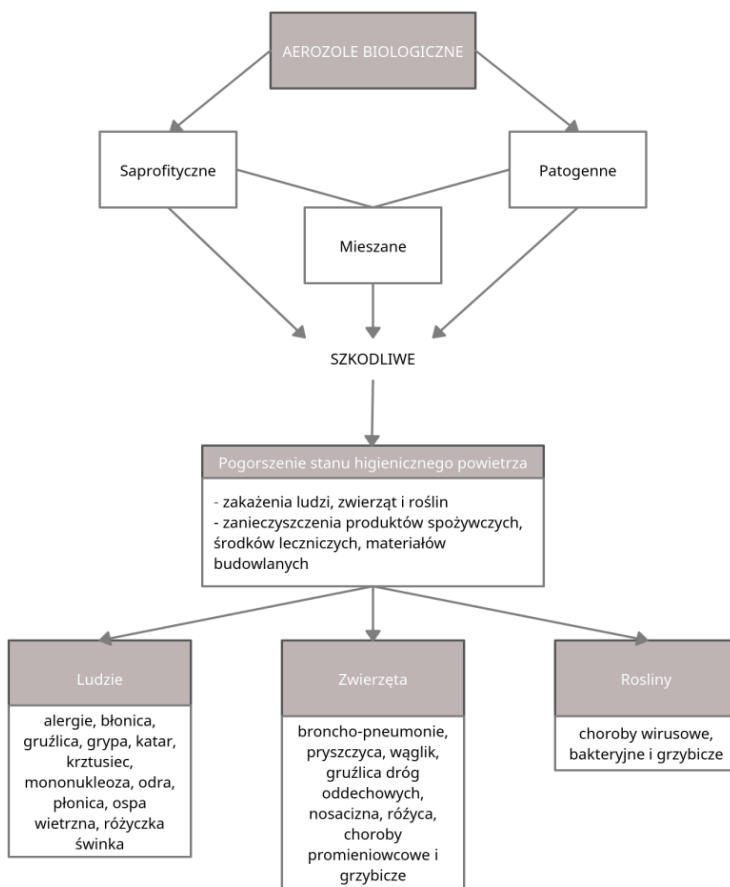 AEROZOLE BIOLOGICZNE
Saprofityczne
Patogenne
Mieszane
SZKODLIWE
Pogorszenie stanu higienicznego powietrza
- zakażenia ludzi, zwierząt i roślin
- zanieczyszczenia produktów spożywczych,
środków leczniczych, materiałów
budowlanych
Ludzie
alergie, błonica,
gruźlica, grypa, katar,
krztusiec,
mononukleoza, odra,
płonica, ospa
wietrzna, różyczka
świnka
Zwierzęta
broncho-pneumonie,
pryszczyca, wąglik,
gruźlica dróg
oddechowych,
nosacizna, róźyca,
choroby
promieniowcowe i
grzybicze
Rosliny
choroby wirusowe,
bakteryjne i grzybicze